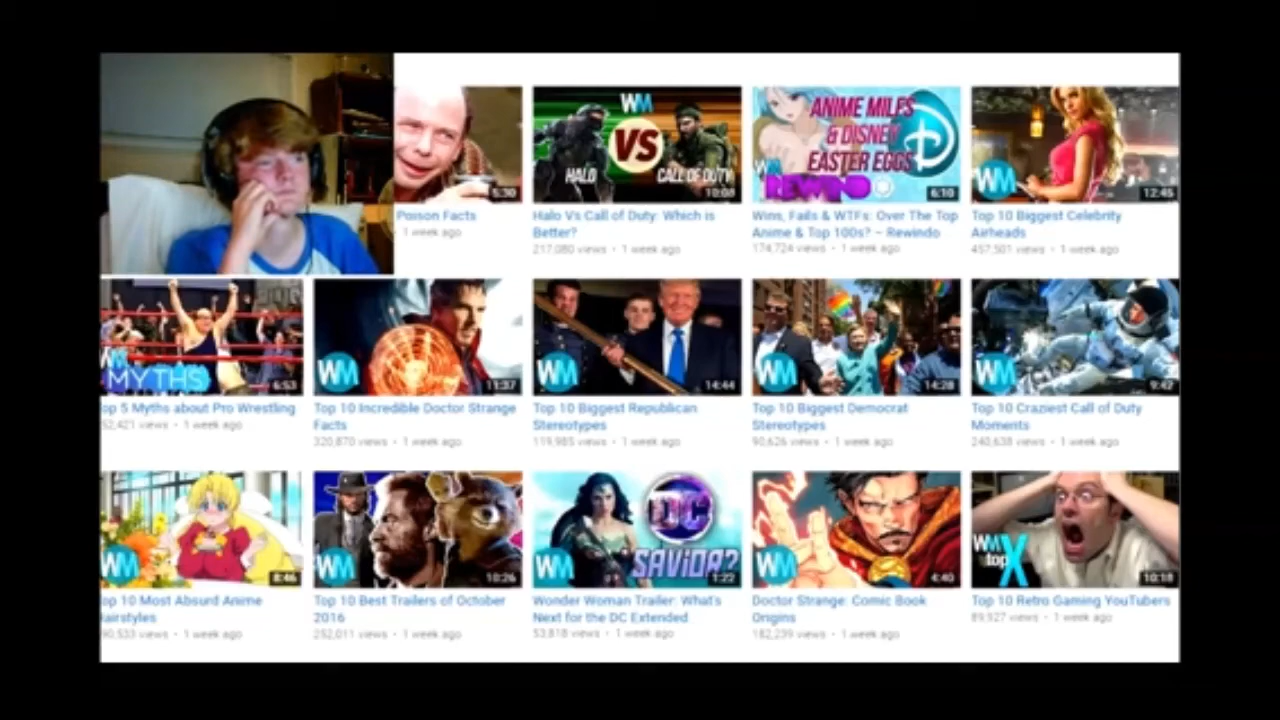 WM
VS
HALO
CALL OF DUTY
ANIME MILFS
& DISNEY
EASTER EGGS
D
WM
REWIND
WM
5:30
10:08
6:10
12:45
Poison Facts
1 week ago
Halo Vs Call of Duty: Which is
Better?
217,080 views • 1 week ago
Wins, Fails & WTFs: Over The Top
Anime & Top 100s? – Rewindo
174,724 views • 1 week ago
Top 10 Biggest Celebrity
Airheads
457,501 views • 1 week ago
WM
MYTHS
6:53
WM
11:37
WM
14:44
WM
14:28
WM
9:42
op 5 Myths about Pro Wrestling
52,421 views • 1 week ago
Top 10 Incredible Doctor Strange
Facts
320,870 views • 1 week ago
Top 10 Biggest Republican
Stereotypes
119,985 views • 1 week ago
Top 10 Biggest Democrat
Stereotypes
90,626 views • 1 week ago
Top 10 Craziest Call of Duty
Moments
240,638 views • 1 week ago
WM
8:46
WM
10:26
WM
DC
SAVIOR?
1:22
WM
4:40
WM
top
X
10:18
op 10 Most Absurd Anime
airstyles
90,533 views • 1 week ago
Top 10 Best Trailers of October
2016
252,011 views • 1 week ago
Wonder Woman Trailer: What's
Next for the DC Extended
53,818 views • 1 week ago
Doctor Strange: Comic Book
Origins
182,239 views • 1 week ago
Top 10 Retro Gaming YouTubers
89,927 views • 1 week ago